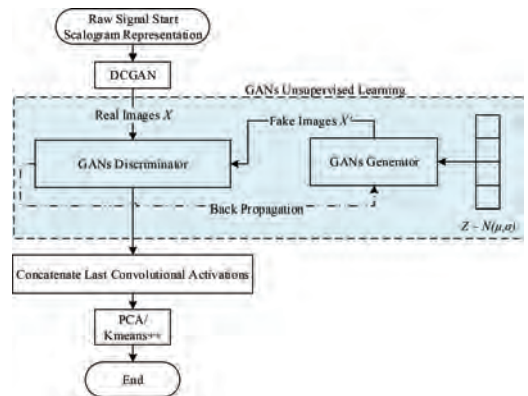 Raw Signal Start
Scalogram Representation
DCGAN
GANs Unsupervised Learning
Real Images X
Fake Images X'
GANs Discriminator
GANs Generator
Back Propagation
Z ~ N(μ,σ)
Concatenate Last Convolutional Activations
PCA/
Kmeans++
End